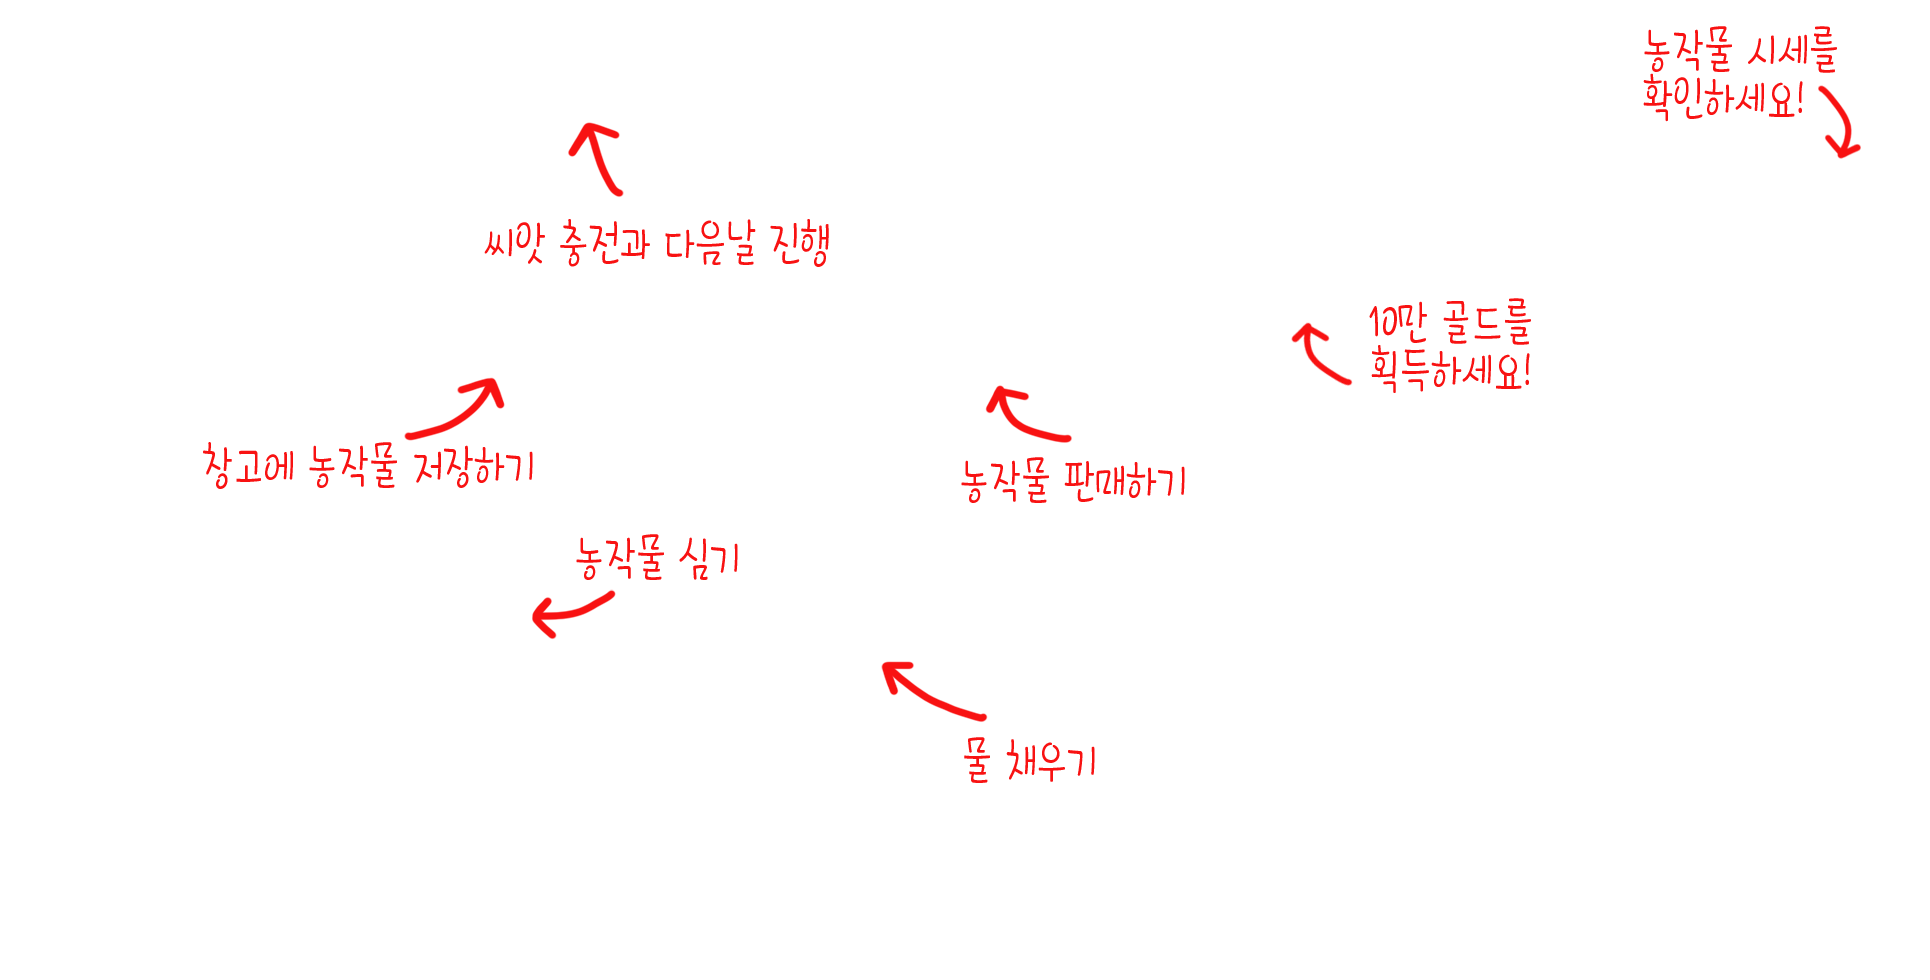 농작물 시세를
확인하세요!
씨앗 충전과 다음날 진행
10만 골드를
획득하세요!
창고에 농작물 저장하기
농작물 판매하기
농작물 심기
물 채우기